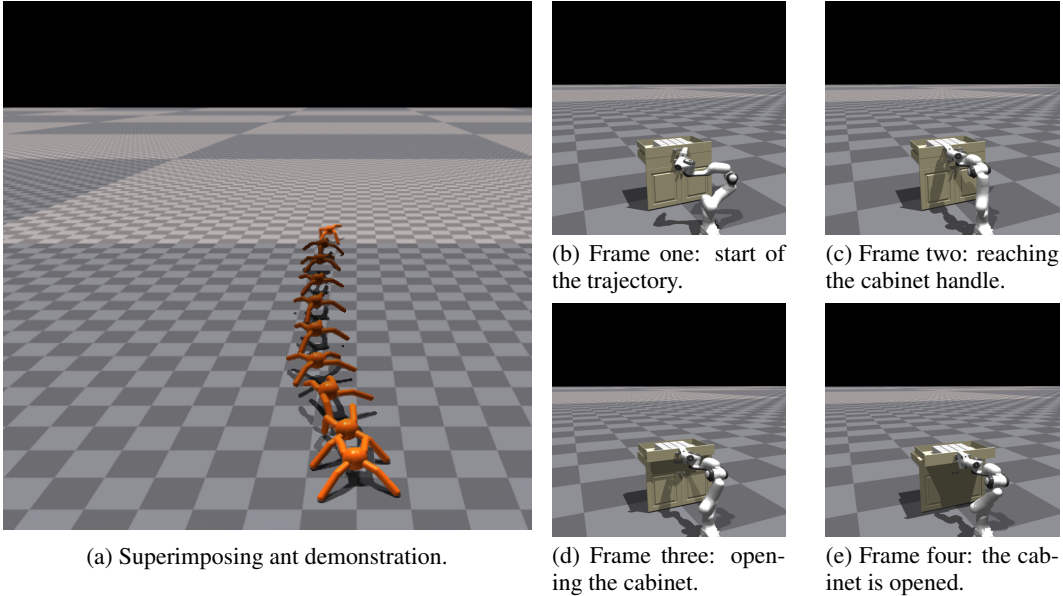 (a) Superimposing ant demonstration.
(b) Frame one: start of
the trajectory.
(c) Frame two: reaching
the cabinet handle.
(d) Frame three: open-
ing the cabinet.
(e) Frame four: the cab-
inet is opened.